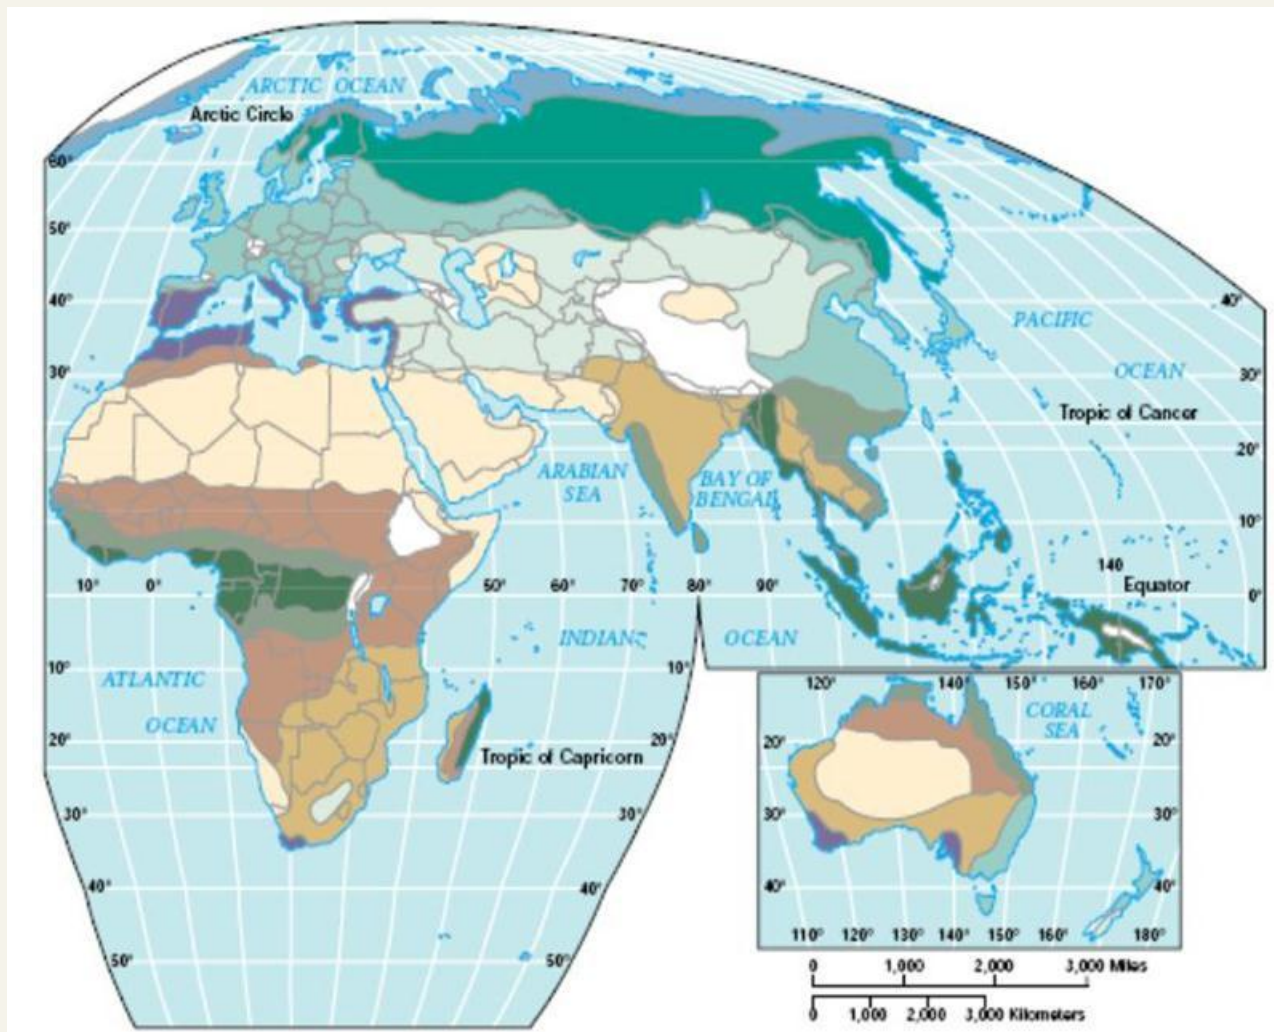 ARCTIC OCEAN
Arctic Circle
60°
50°
40°
40°
PACIFIC
OCEAN
30°
30°
Tropic of Cancer
20°
ARABIAN
SEA
BAY OF
BENGAL
10°
140
10° 0° 50° 60° 70° 80° 90° Equator
0°
INDIAN OCEAN
10° 10°
ATLANTIC
OCEAN
120° 140° 150° 160° 170°
CORAL
SEA
20° 20° 20° 20°
Tropic of Capricorn
30° 30° 30° 30°
40° 40° 40° 40°
110° 120° 130° 140° 150° 160° 180°
50° 50°
0 1,000 2,000 3,000 Miles
0 1,000 2,000 3,000 Kilometers